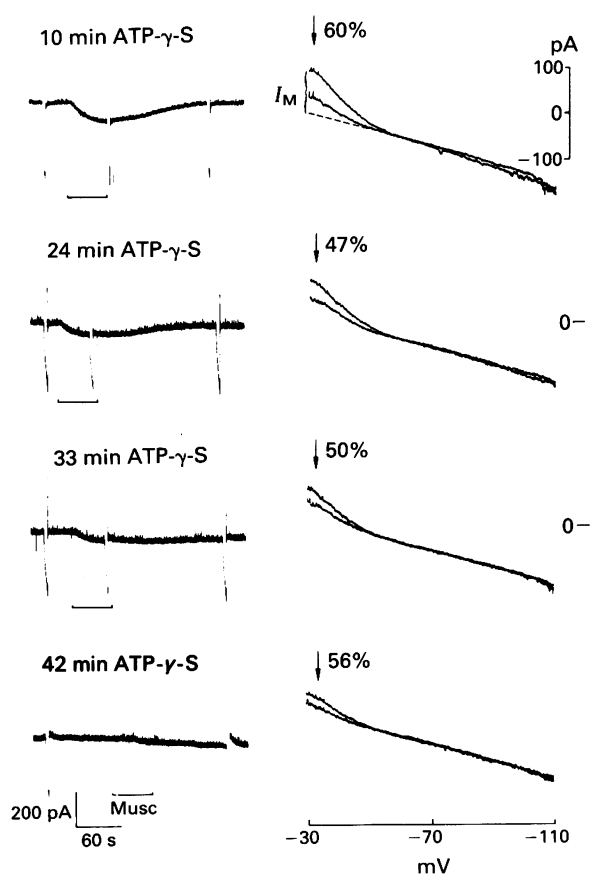 10 min ATP-γ-S
60%
pA
100
I_M
0
−100
24 min ATP-γ-S
47%
0
33 min ATP-γ-S
50%
0
42 min ATP-γ-S
56%
200 pA
Musc
60 s
−30
−70
−110
mV